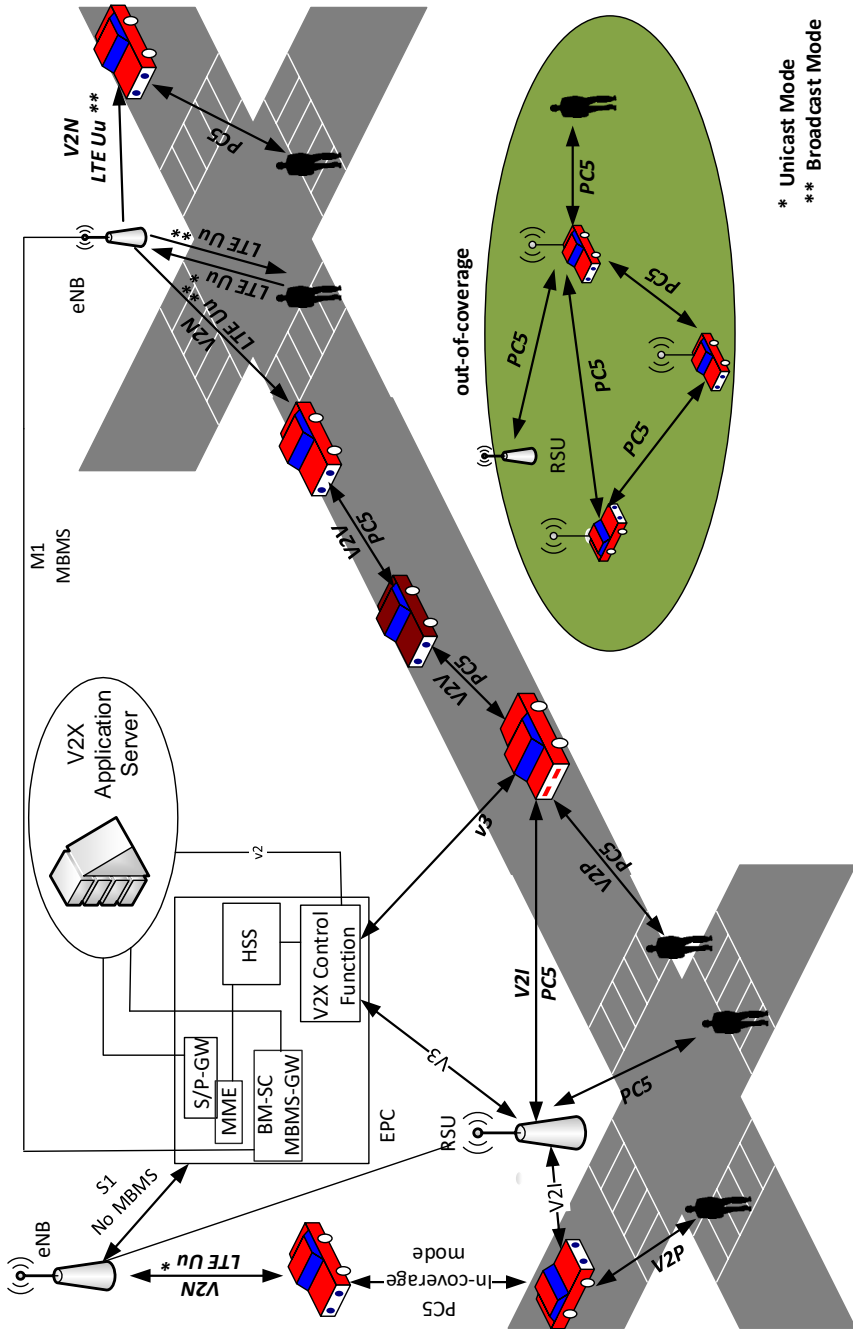 eNB
S1
No MBMS
V2N
LTE Uu *
PC5
In-coverage
mode
V2I
V2P
RSU
V3
PC5
EPC
S/P-GW
MME
BM-SC
MBMS-GW
HSS
V2X Control
Function
v2
V2X
Application
Server
M1
MBMS
v3
V2I
PC5
V2P
PC5
V2V
PC5
V2V
PC5
eNB
V2N
LTE Uu **
LTE Uu *
LTE Uu **
V2N
LTE Uu **
PC5
out-of-coverage
RSU
PC5
PC5
PC5
PC5
PC5
* Unicast Mode
** Broadcast Mode